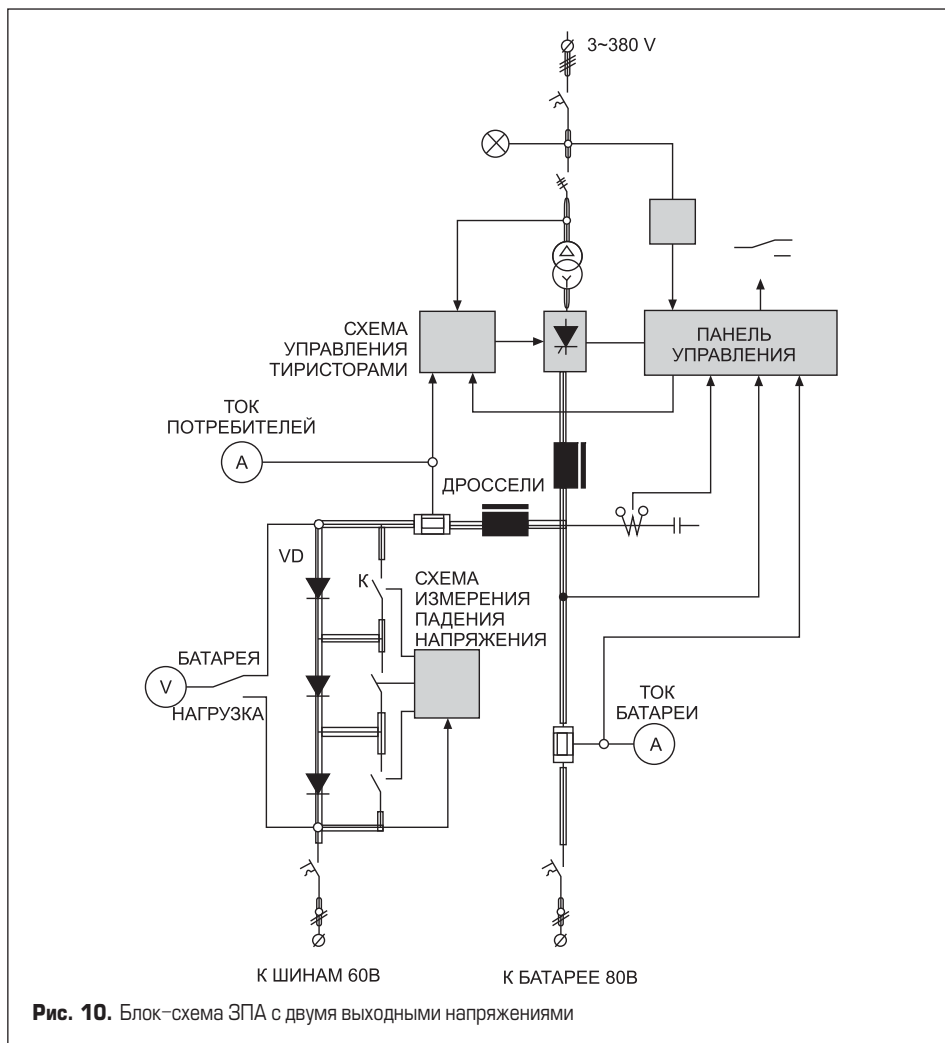 3~380 V
СХЕМА
УПРАВЛЕНИЯ
ТИРИСТОРАМИ
ПАНЕЛЬ
УПРАВЛЕНИЯ
ТОК
ПОТРЕБИТЕЛЕЙ
A
ДРОССЕЛИ
VD
К
СХЕМА
ИЗМЕРЕНИЯ
ПАДЕНИЯ
НАПРЯЖЕНИЯ
БАТАРЕЯ
V
НАГРУЗКА
ТОК
БАТАРЕИ
A
К ШИНАМ 60В
К БАТАРЕЕ 80В
Рис. 10. Блок-схема ЗПА с двумя выходными напряжениями